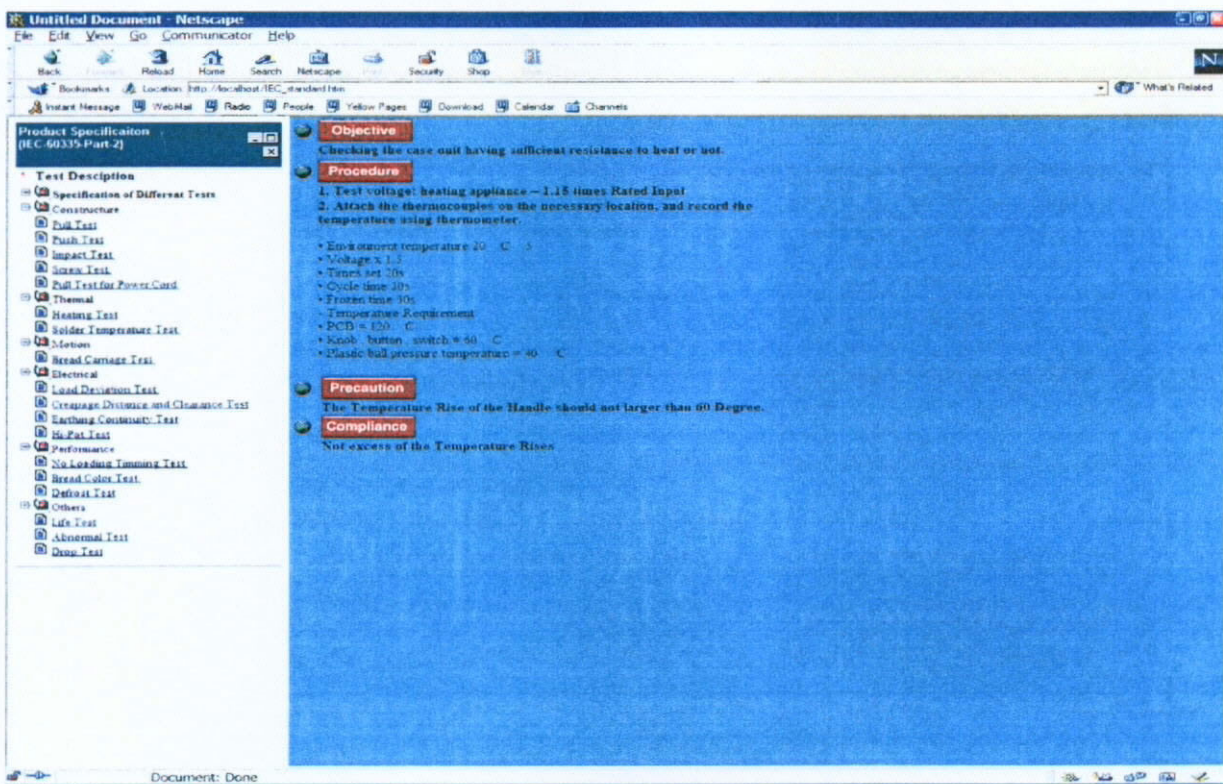 Untitled Document - Netscape
File Edit View Go Communicator Help
Back Reload Home Search Netscape Security Shop
Bookmarks Location: http://localhost/IEC_standard.htm What's Related
Instant Message WebMail Radio People Yellow Pages Download Calendar Channels
Product Specificaiton
(IEC-60335-Part-2)
Test Desciption
Specification of Different Tests
Constructure
Pull Test
Push Test
Impact Test
Screw Test
Pull Test for Power Cord
Thermal
Heating Test
Solder Temperature Test
Motion
Bread Carriage Test
Electrical
Load Deviation Test
Creepage Distance and Clearance Test
Earthing Continuity Test
Hi-Pot Test
Performance
No Loading Timming Test
Bread Color Test
Defrost Test
Others
Life Test
Abnormal Test
Drop Test
Objective
Checking the case unit having sufficient resistance to heat or not.
Procedure
1. Test voltage: heating appliance – 1.15 times Rated Input
2. Attach the thermocouples on the necessary location, and record the
temperature using thermometer.
• Environment temperature 20 C 5
• Voltage x
• Times set 20s
• Cycle time 30s
• Frozen time 30s
- Temperature Requirement
• PCB = 120 C
• Knob , button , switch = 60 C
• Plastic ball pressure temperature = 40 C
Precaution
The Temperature Rise of the Handle should not larger than 60 Degree.
Compliance
Not excess of the Temperature Rises
Document: Done